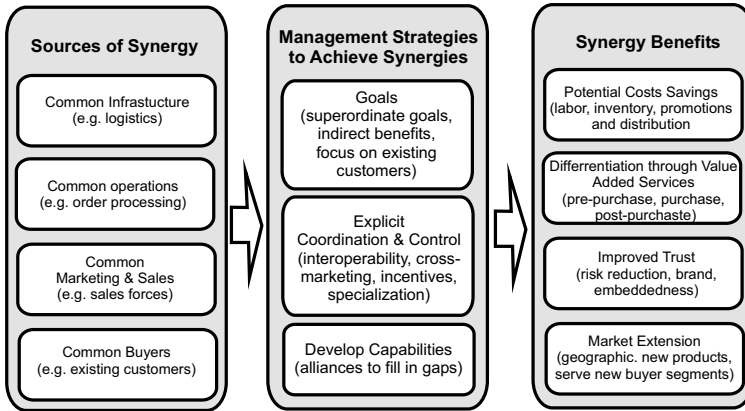 Sources of Synergy
Common Infrastucture
(e.g. logistics)
Common operations
(e.g. order processing)
Common
Marketing & Sales
(e.g. sales forces)
Common Buyers
(e.g. existing customers)
Management Strategies
to Achieve Synergies
Goals
(superordinate goals,
indirect benefits,
focus on existing
customers)
Explicit
Coordination & Control
(interoperability, cross-
marketing, incentives,
specialization)
Develop Capabilities
(alliances to fill in gaps)
Synergy Benefits
Potential Costs Savings
(labor, inventory, promotions
and distribution
Differrentiation through Value
Added Services
(pre-purchase, purchase,
post-purchaste)
Improved Trust
(risk reduction, brand,
embeddedness)
Market Extension
(geographic. new products,
serve new buyer segments)